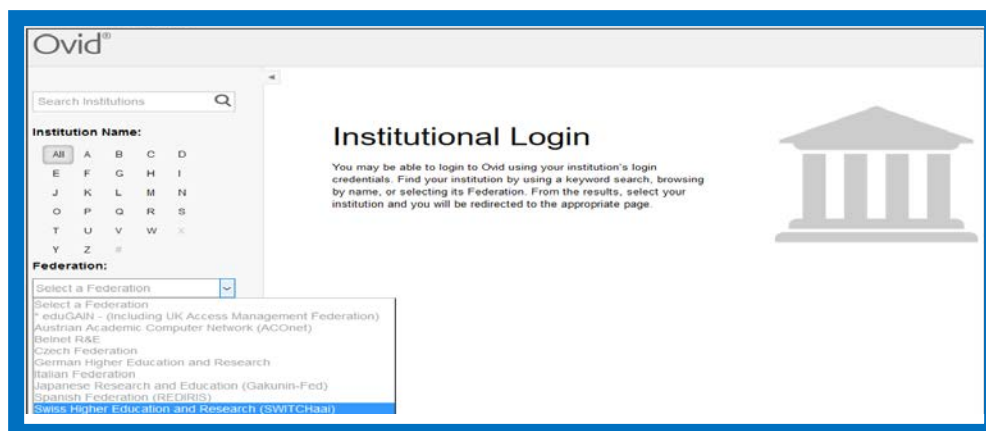 Ovid®
Search Institutions
Institution Name:
All A B C D
E F G H I
J K L M N
O P Q R S
T U V W X
Y Z #
Federation:
Select a Federation
Select a Federation
* eduGAIN - (including UK Access Management Federation)
Austrian Academic Computer Network (ACOnet)
Belnet R&E
Czech Federation
German Higher Education and Research
Italian Federation
Japanese Research and Education (Gakunin-Fed)
Spanish Federation (REDIRIS)
Swiss Higher Education and Research (SWITCHaai)
Institutional Login
You may be able to login to Ovid using your institution's login
credentials. Find your institution by using a keyword search, browsing
by name, or selecting its Federation. From the results, select your
institution and you will be redirected to the appropriate page.